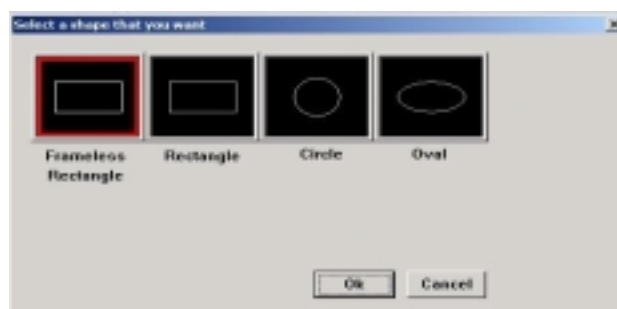 Select a shape that you want
Frameless
Rectangle
Rectangle
Circle
Oval
Ok
Cancel